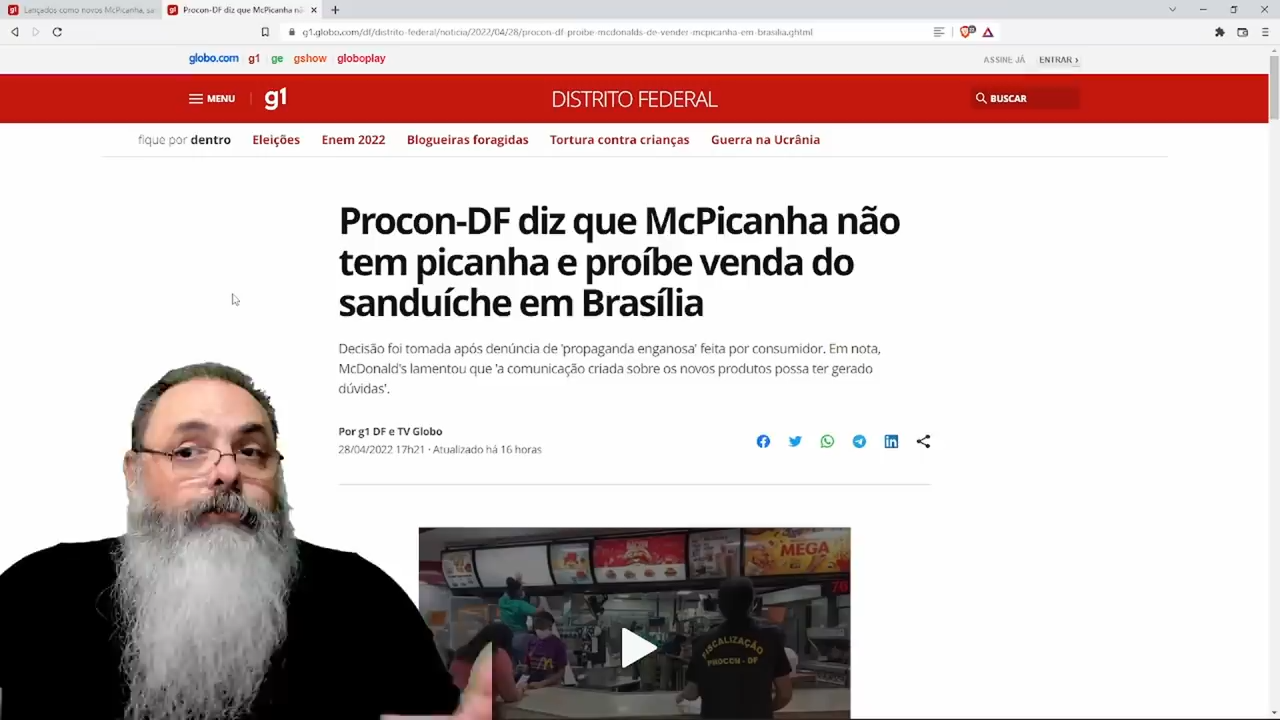 g1 Lançados como novos McPicanha, sa
g1 Procon-DF diz que McPicanha nã
g1.globo.com/df/distrito-federal/noticia/2022/04/28/procon-df-proibe-mcdonalds-de-vender-mcpicanha-em-brasilia.ghtml
globo.com g1 ge gshow globoplay ASSINE JÁ ENTRAR ›
MENU g1 DISTRITO FEDERAL BUSCAR
fique por dentro Eleições Enem 2022 Blogueiras foragidas Tortura contra crianças Guerra na Ucrânia
Procon-DF diz que McPicanha não
tem picanha e proíbe venda do
sanduíche em Brasília
Decisão foi tomada após denúncia de 'propaganda enganosa' feita por consumidor. Em nota,
McDonald's lamentou que 'a comunicação criada sobre os novos produtos possa ter gerado
dúvidas'.
Por g1 DF e TV Globo
28/04/2022 17h21 · Atualizado há 16 horas
MEGA
FISCALIZAÇÃO
PROCON - DF